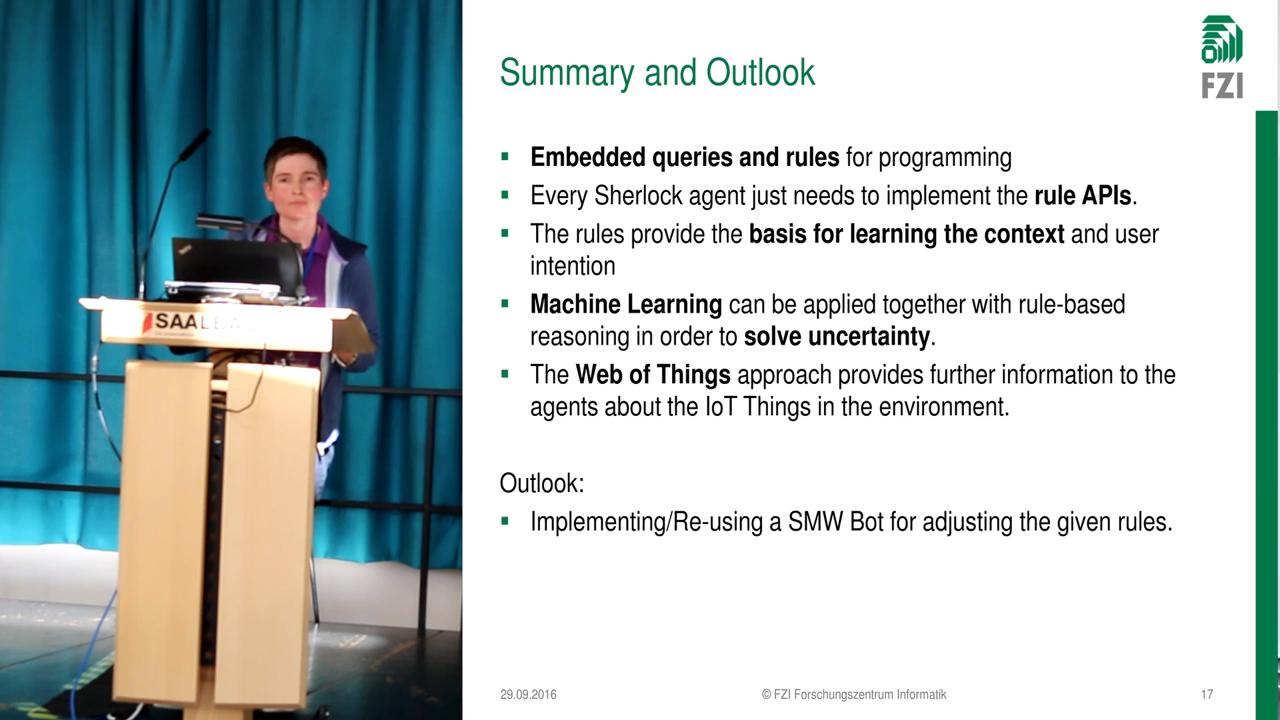 SAAL
FZI
Summary and Outlook
▪ Embedded queries and rules for programming
▪ Every Sherlock agent just needs to implement the rule APIs.
▪ The rules provide the basis for learning the context and user
intention
▪ Machine Learning can be applied together with rule-based
reasoning in order to solve uncertainty.
▪ The Web of Things approach provides further information to the
agents about the IoT Things in the environment.
Outlook:
▪ Implementing/Re-using a SMW Bot for adjusting the given rules.
29.09.2016
© FZI Forschungszentrum Informatik
17